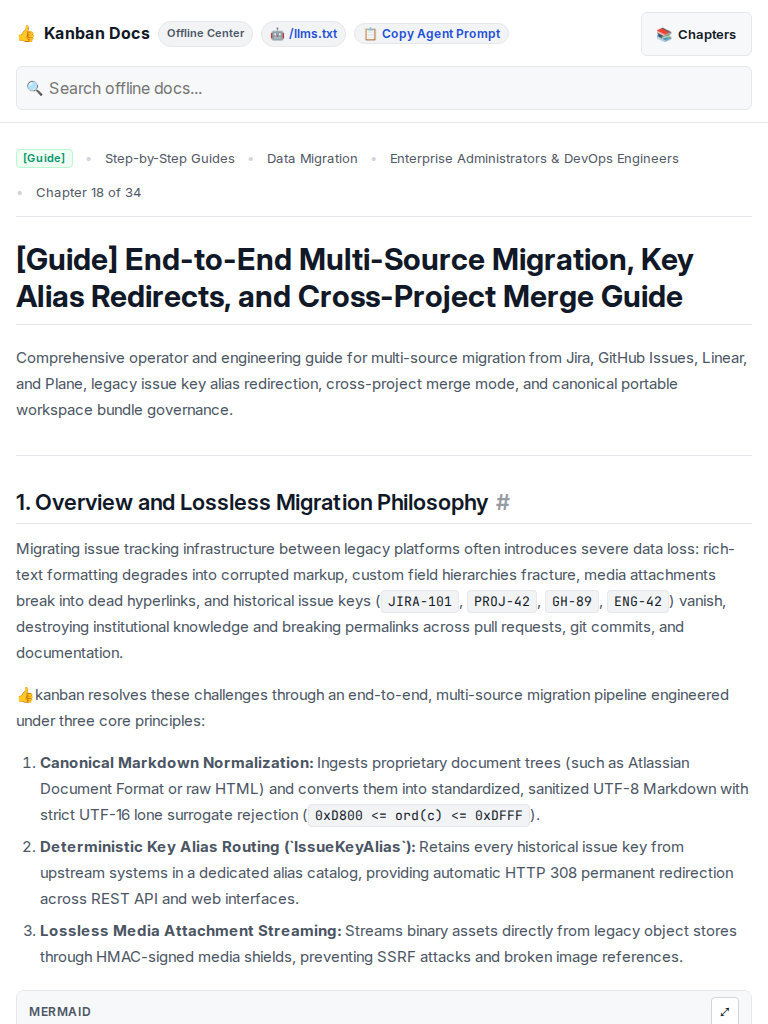 👍 Kanban Docs Offline Center 🤖 /llms.txt 📋 Copy Agent Prompt 📚 Chapters
🔍 Search offline docs...
[Guide] • Step-by-Step Guides • Data Migration • Enterprise Administrators & DevOps Engineers
• Chapter 18 of 34
[Guide] End-to-End Multi-Source Migration, Key
Alias Redirects, and Cross-Project Merge Guide
Comprehensive operator and engineering guide for multi-source migration from Jira, GitHub Issues, Linear,
and Plane, legacy issue key alias redirection, cross-project merge mode, and canonical portable
workspace bundle governance.
1. Overview and Lossless Migration Philosophy #
Migrating issue tracking infrastructure between legacy platforms often introduces severe data loss: rich-
text formatting degrades into corrupted markup, custom field hierarchies fracture, media attachments
break into dead hyperlinks, and historical issue keys (JIRA-101, PROJ-42, GH-89, ENG-42) vanish,
destroying institutional knowledge and breaking permalinks across pull requests, git commits, and
documentation.
👍kanban resolves these challenges through an end-to-end, multi-source migration pipeline engineered
under three core principles:
1. Canonical Markdown Normalization: Ingests proprietary document trees (such as Atlassian
Document Format or raw HTML) and converts them into standardized, sanitized UTF-8 Markdown with
strict UTF-16 lone surrogate rejection (0xD800 <= ord(c) <= 0xDFFF).
2. Deterministic Key Alias Routing (`IssueKeyAlias`): Retains every historical issue key from
upstream systems in a dedicated alias catalog, providing automatic HTTP 308 permanent redirection
across REST API and web interfaces.
3. Lossless Media Attachment Streaming: Streams binary assets directly from legacy object stores
through HMAC-signed media shields, preventing SSRF attacks and broken image references.
MERMAID ⤢